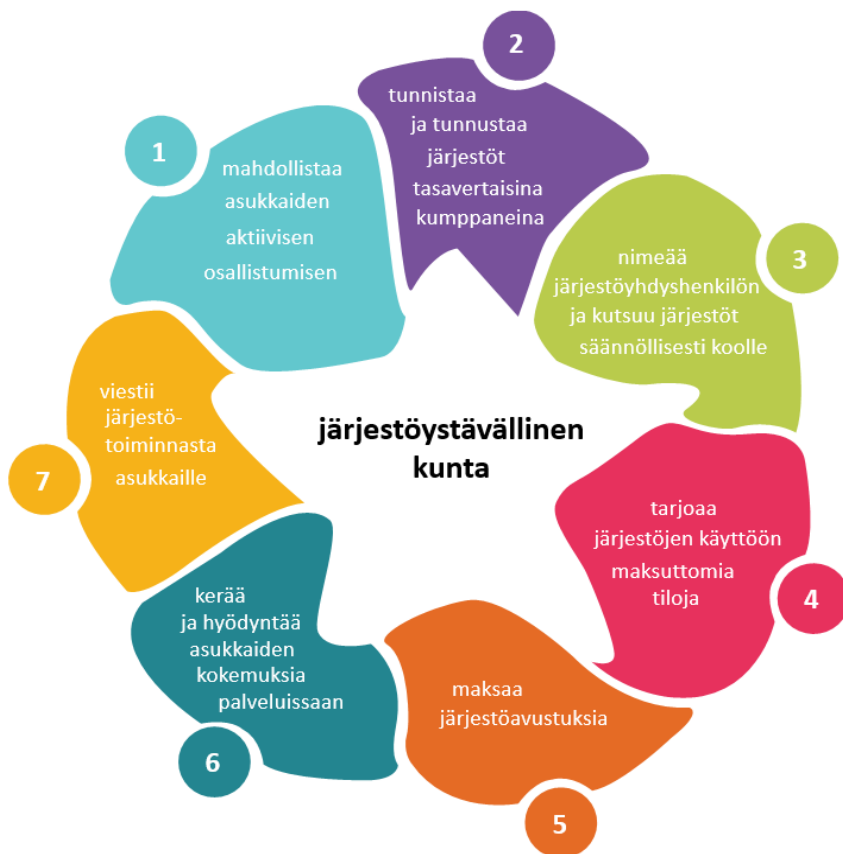 1
mahdollistaa
asukkaiden
aktiivisen
osallistumisen
2
tunnistaa
ja tunnustaa
järjestöt
tasavertaisina
kumppaneina
3
nimeää
järjestöyhdyshenkilön
ja kutsuu järjestöt
säännöllisesti koolle
4
tarjoaa
järjestöjen käyttöön
maksuttomia
tiloja
5
maksaa
järjestöavustuksia
6
kerää
ja hyödyntää
asukkaiden
kokemuksia
palveluissaan
7
viestii
järjestö-
toiminnasta
asukkaille
järjestöystävällinen
kunta